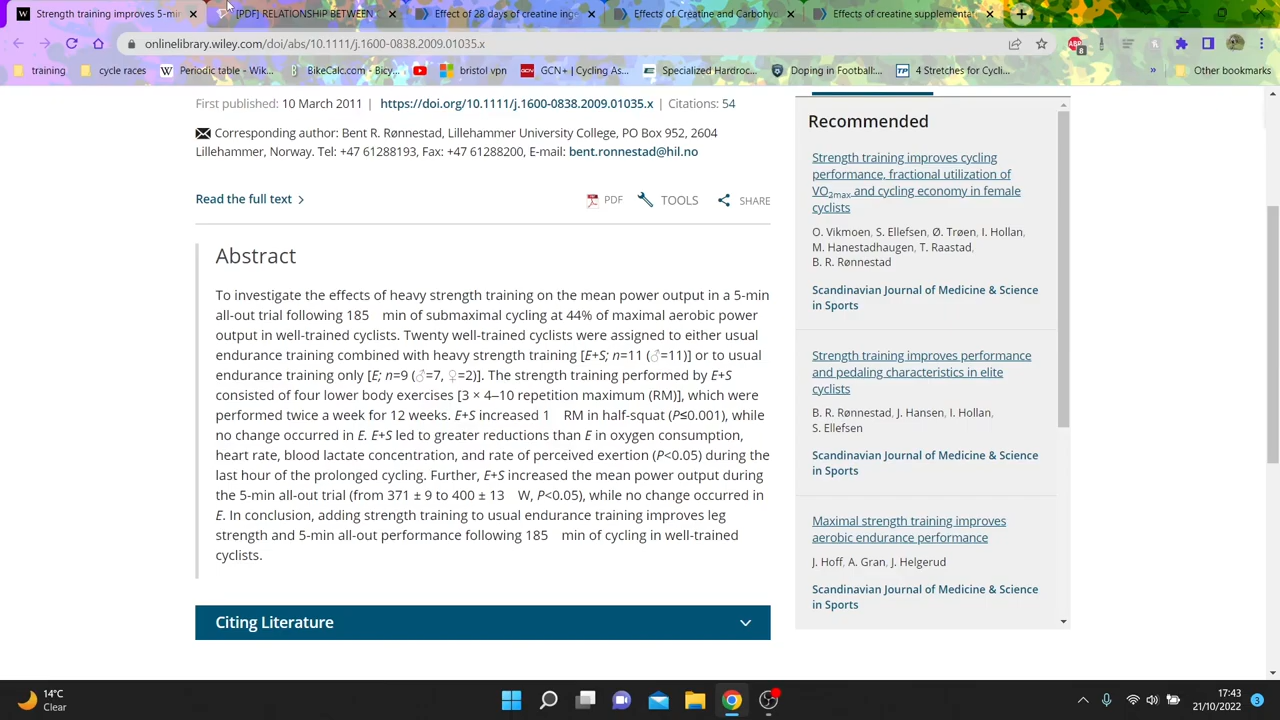 Strength training improves 5-min
[PDF] RELATIONSHIP BETWEEN
Effect of 28 days of creatine inge
Effects of Creatine and Carbohyd
Effects of creatine supplementat
onlinelibrary.wiley.com/doi/abs/10.1111/j.1600-0838.2009.01035.x
ABP
8
training
cycle races
Periodic table - Wik...
BikeCalc.com - Bicy...
bristol vpn
GCN+ | Cycling As...
Specialized Hardroc...
Doping in Football:...
4 Stretches for Cycli...
»
Other bookmarks
First published: 10 March 2011 | https://doi.org/10.1111/j.1600-0838.2009.01035.x | Citations: 54
Corresponding author: Bent R. Rønnestad, Lillehammer University College, PO Box 952, 2604
Lillehammer, Norway. Tel: +47 61288193, Fax: +47 61288200, E-mail: bent.ronnestad@hil.no
Read the full text
PDF
TOOLS
SHARE
Abstract
To investigate the effects of heavy strength training on the mean power output in a 5-min
all-out trial following 185 min of submaximal cycling at 44% of maximal aerobic power
output in well-trained cyclists. Twenty well-trained cyclists were assigned to either usual
endurance training combined with heavy strength training [E+S; n=11 (♂=11)] or to usual
endurance training only [E; n=9 (♂=7, ♀=2)]. The strength training performed by E+S
consisted of four lower body exercises [3 × 4–10 repetition maximum (RM)], which were
performed twice a week for 12 weeks. E+S increased 1 RM in half-squat (P≤0.001), while
no change occurred in E. E+S led to greater reductions than E in oxygen consumption,
heart rate, blood lactate concentration, and rate of perceived exertion (P<0.05) during the
last hour of the prolonged cycling. Further, E+S increased the mean power output during
the 5-min all-out trial (from 371 ± 9 to 400 ± 13 W, P<0.05), while no change occurred in
E. In conclusion, adding strength training to usual endurance training improves leg
strength and 5-min all-out performance following 185 min of cycling in well-trained
cyclists.
Citing Literature
Recommended
Strength training improves cycling
performance, fractional utilization of
VO2max and cycling economy in female
cyclists
O. Vikmoen, S. Ellefsen, Ø. Trøen, I. Hollan,
M. Hanestadhaugen, T. Raastad,
B. R. Rønnestad
Scandinavian Journal of Medicine & Science
in Sports
Strength training improves performance
and pedaling characteristics in elite
cyclists
B. R. Rønnestad, J. Hansen, I. Hollan,
S. Ellefsen
Scandinavian Journal of Medicine & Science
in Sports
Maximal strength training improves
aerobic endurance performance
J. Hoff, A. Gran, J. Helgerud
Scandinavian Journal of Medicine & Science
in Sports
14°C
Clear
17:43
21/10/2022
3